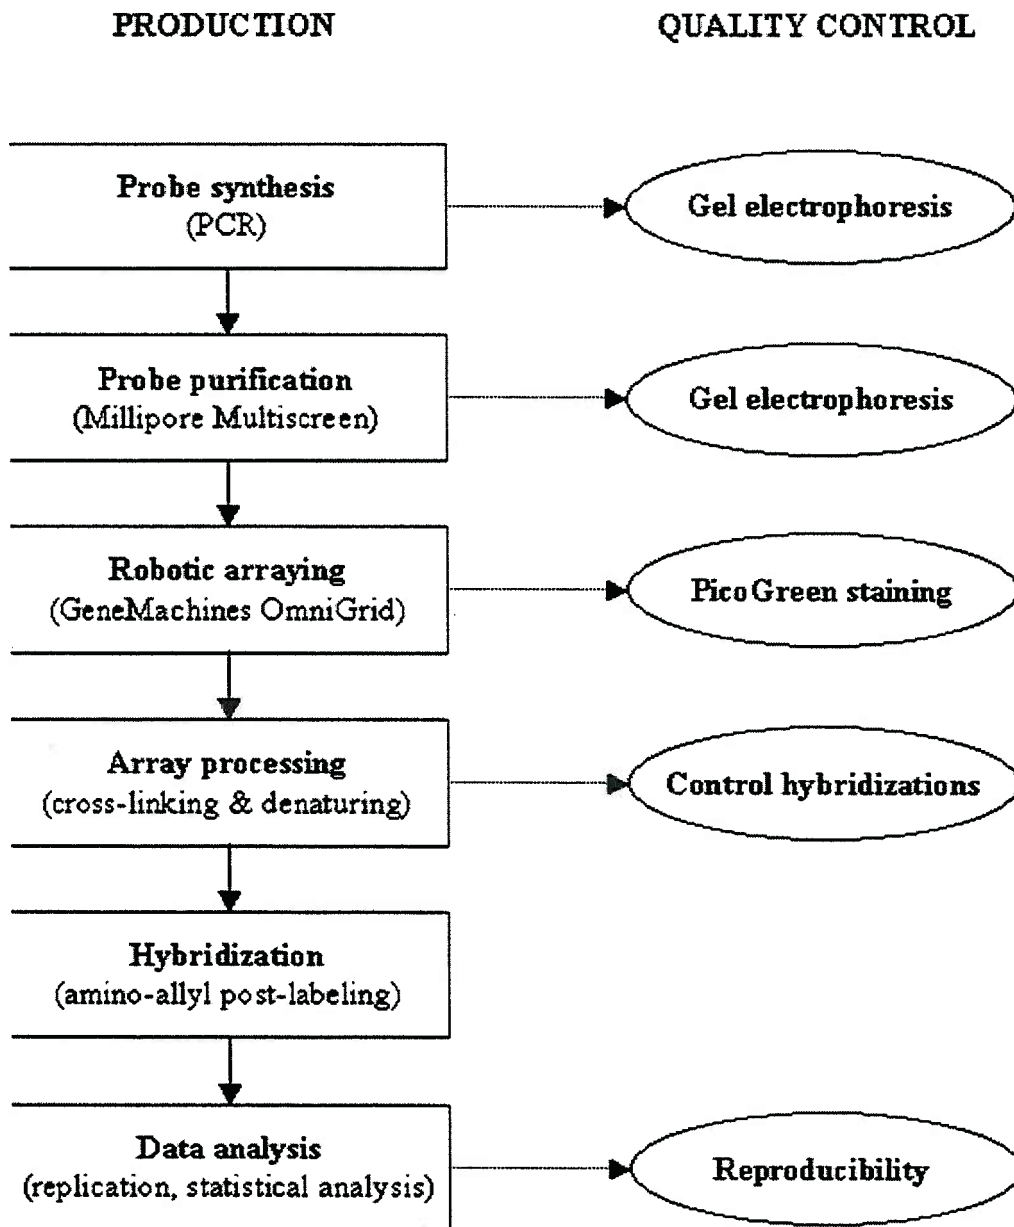 PRODUCTION QUALITY CONTROL
Probe synthesis
(PCR)
Gel electrophoresis
Probe purification
(Millipore Multiscreen)
Gel electrophoresis
Robotic arraying
(GeneMachines OmniGrid)
PicoGreen staining
Array processing
(cross-linking & denaturing)
Control hybridizations
Hybridization
(amino-allyl post-labeling)
Data analysis
(replication, statistical analysis)
Reproducibility